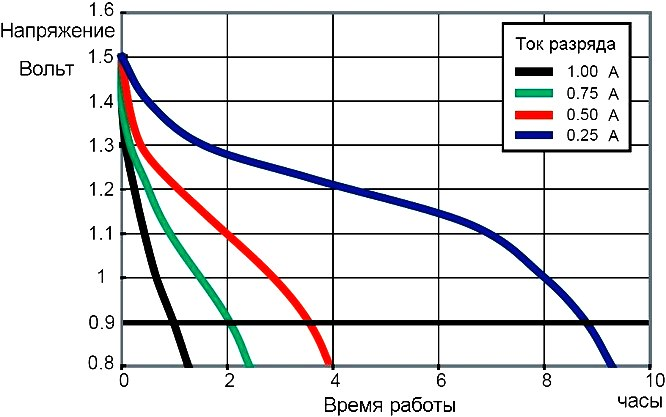 1.6
Напряжение
1.5
Вольт
1.4
1.3
1.2
1.1
1
0.9
0.8
Ток разряда
1.00 А
0.75 А
0.50 А
0.25 А
0 2 4 6 8 10
Время работы
часы